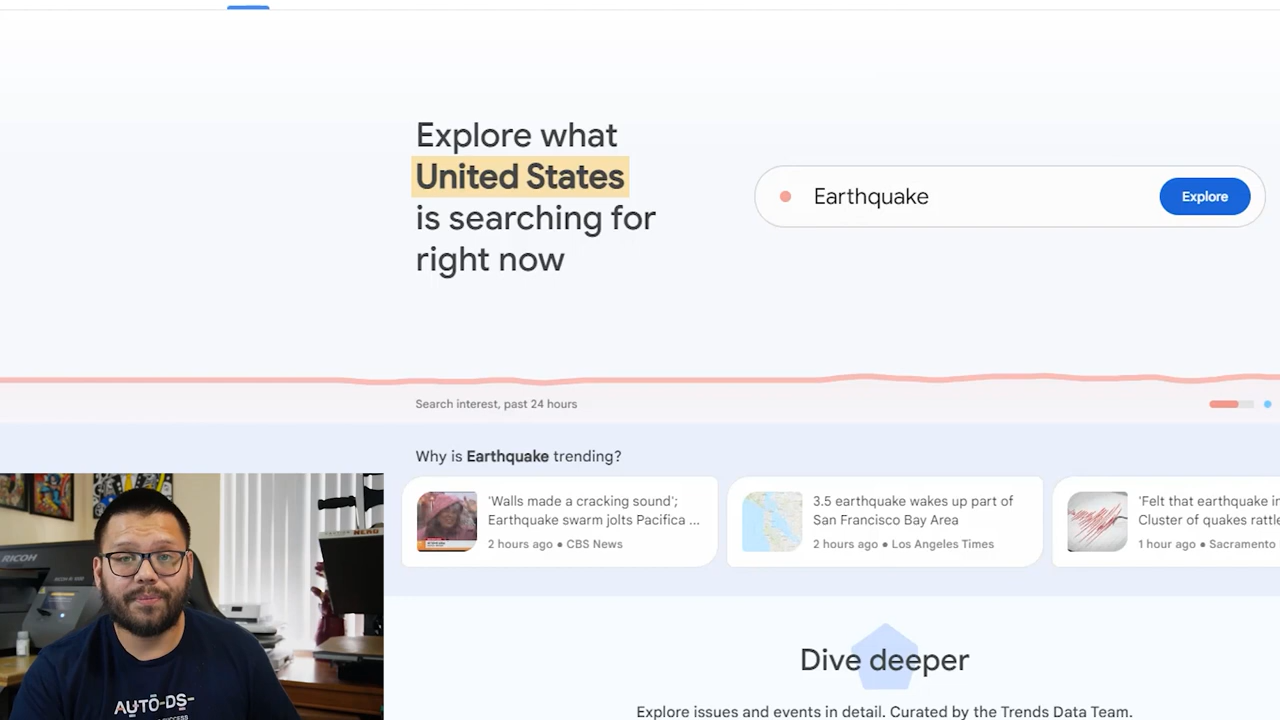 Explore what
United States
is searching for
right now
Earthquake
Explore
Search interest, past 24 hours
Why is Earthquake trending?
'Walls made a cracking sound';
Earthquake swarm jolts Pacifica ...
2 hours ago • CBS News
3.5 earthquake wakes up part of
San Francisco Bay Area
2 hours ago • Los Angeles Times
'Felt that earthquake in
Cluster of quakes rattle
1 hour ago • Sacramento
Dive deeper
Explore issues and events in detail. Curated by the Trends Data Team.
RICOH
AUTO-DS-